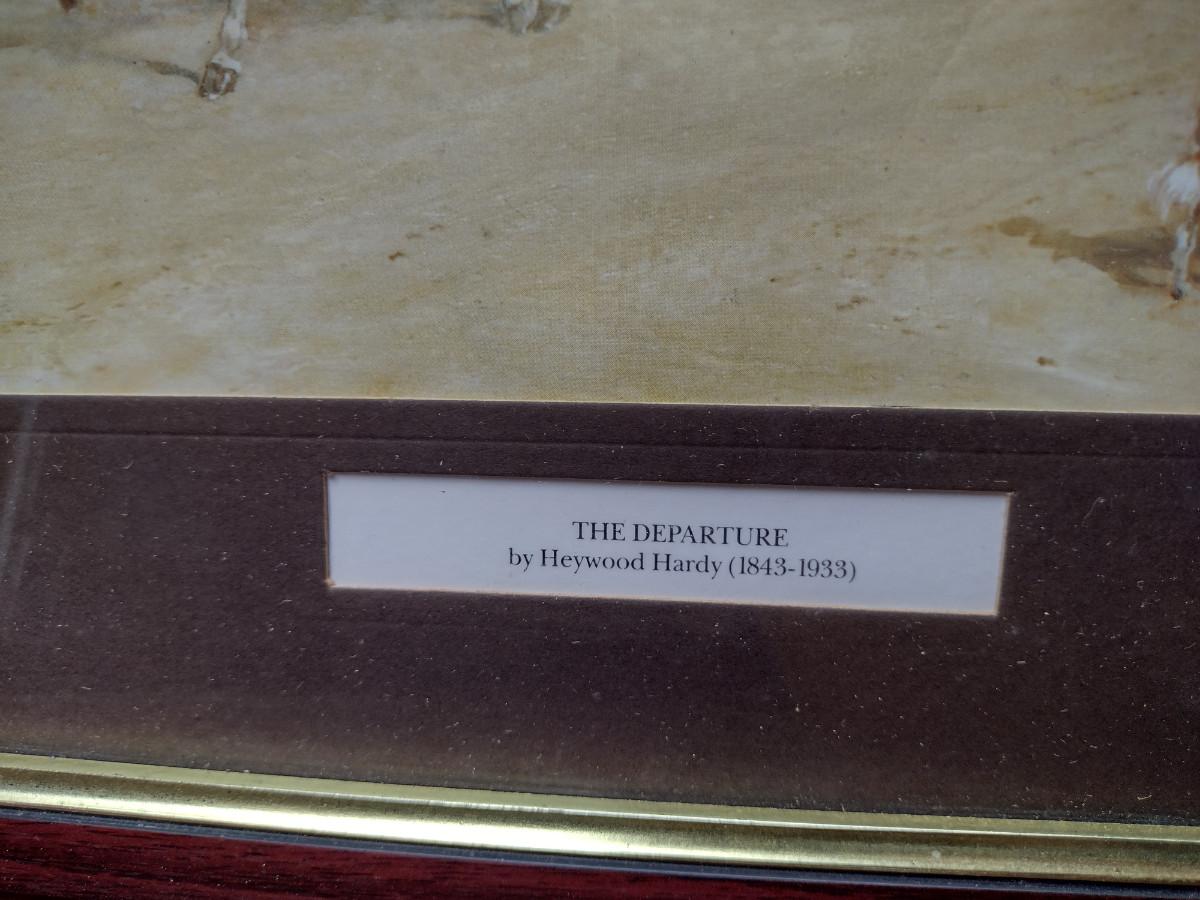 THE DEPARTURE
by Heywood Hardy (1843-1933)